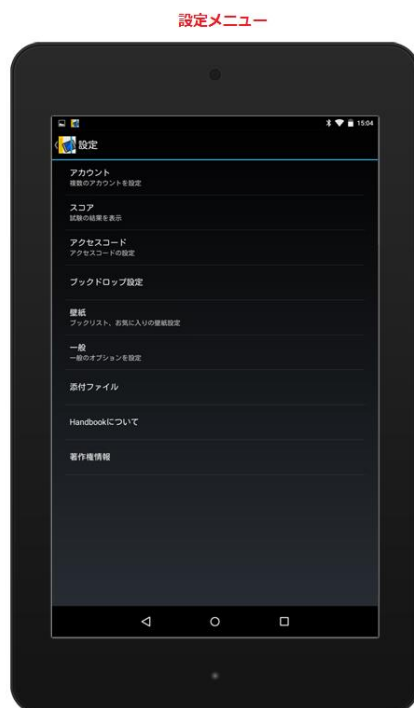 設定メニュー
15:04
設定
アカウント
複数のアカウントを設定
スコア
試験の結果を表示
アクセスコード
アクセスコードの設定
ブックドロップ設定
壁紙
ブックリスト、お気に入りの壁紙設定
一般
一般のオプションを設定
添付ファイル
Handbookについて
著作権情報